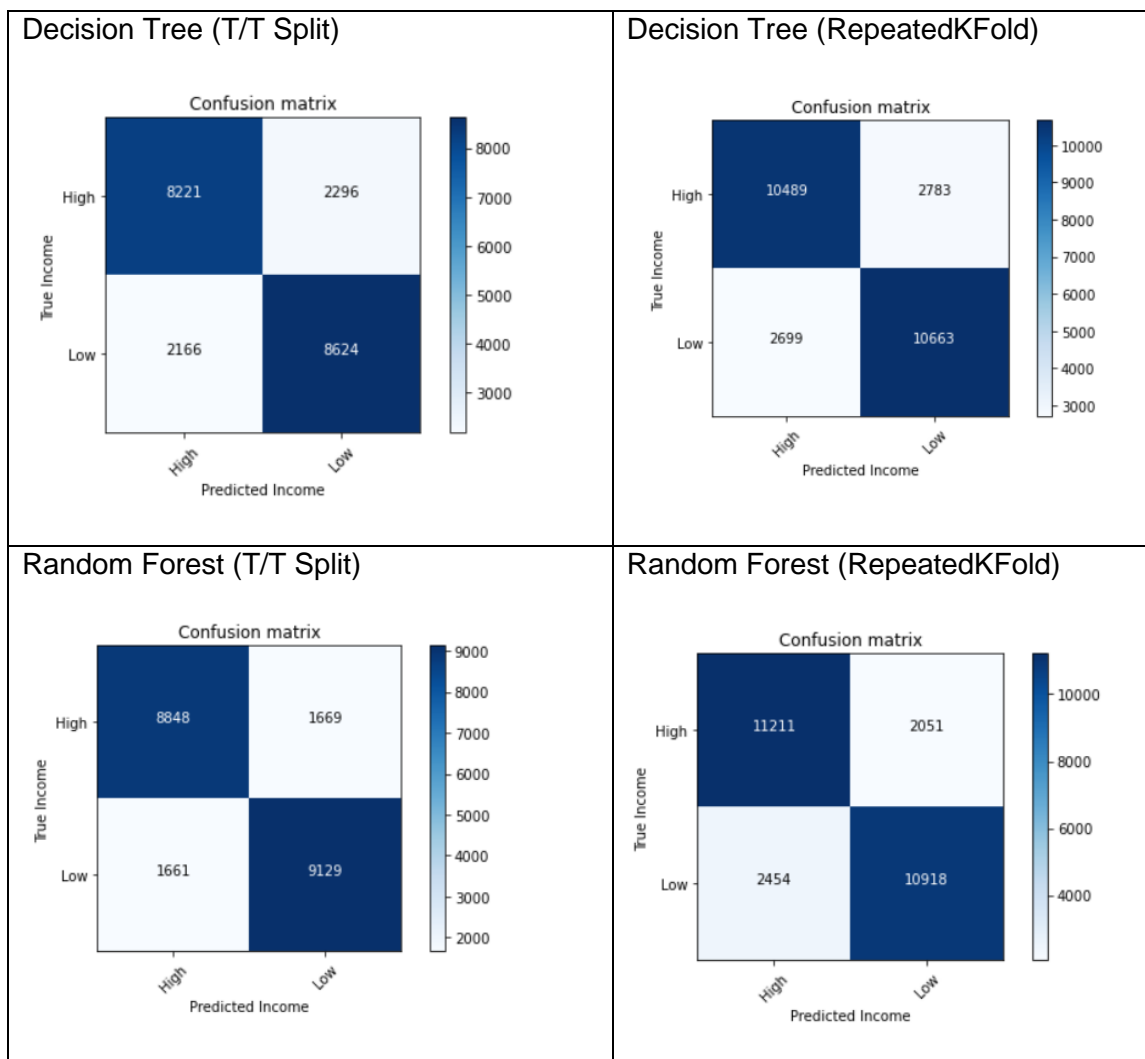 Decision Tree (T/T Split)
Confusion matrix
8000
7000
6000
5000
4000
3000
High
8221
2296
True Income
Low
2166
8624
High
Low
Predicted Income
Decision Tree (RepeatedKFold)
Confusion matrix
10000
9000
8000
7000
6000
5000
4000
3000
High
10489
2783
True Income
Low
2699
10663
High
Low
Predicted Income
Random Forest (T/T Split)
Confusion matrix
9000
8000
7000
6000
5000
4000
3000
2000
High
8848
1669
True Income
Low
1661
9129
High
Low
Predicted Income
Random Forest (RepeatedKFold)
Confusion matrix
10000
8000
6000
4000
High
11211
2051
True Income
Low
2454
10918
High
Low
Predicted Income